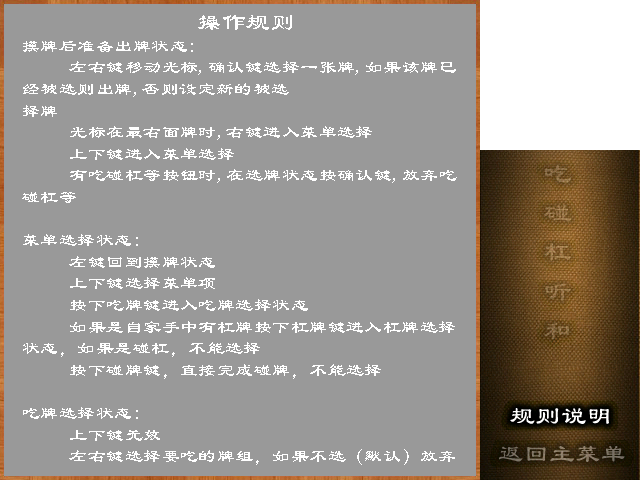 操作规则
摸牌后准备出牌状态：
左右键移动光标,确认键选择一张牌,如果该牌已
经被选则出牌,否则设定新的被选
择牌
光标在最右面牌时,右键进入菜单选择
上下键进入菜单选择
有吃碰杠等按钮时,在选牌状态按确认键,放弃吃
碰杠等
菜单选择状态：
左键回到摸牌状态
上下键选择菜单项
按下吃牌键进入吃牌选择状态
如果是自家手中有杠牌按下杠牌键进入杠牌选择
状态，如果是碰杠，不能选择
按下碰牌键，直接完成碰牌，不能选择
吃牌选择状态：
上下键无效
左右键选择要吃的牌组，如果不选（默认）放弃
吃
碰
杠
听
和
规则说明
返回主菜单